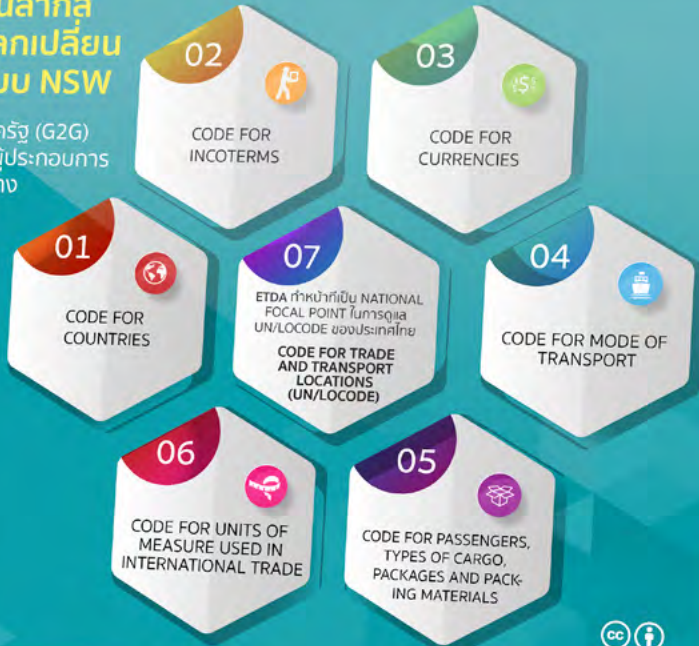 นสากล
ลกเปลี่ยน
บบ NSW
ครัฐ (G2G)
ผู้ประกอบการ
าง
02
CODE FOR
INCOTERMS
03
CODE FOR
CURRENCIES
01
CODE FOR
COUNTRIES
07
ETDA ทำหน้าที่เป็น NATIONAL
FOCAL POINT ในการดูแล
UN/LOCODE ของประเทศไทย
CODE FOR TRADE
AND TRANSPORT
LOCATIONS
(UN/LOCODE)
04
CODE FOR MODE OF
TRANSPORT
06
CODE FOR UNITS OF
MEASURE USED IN
INTERNATIONAL TRADE
05
CODE FOR PASSENGERS,
TYPES OF CARGO,
PACKAGES AND PACK-
ING MATERIALS
cc